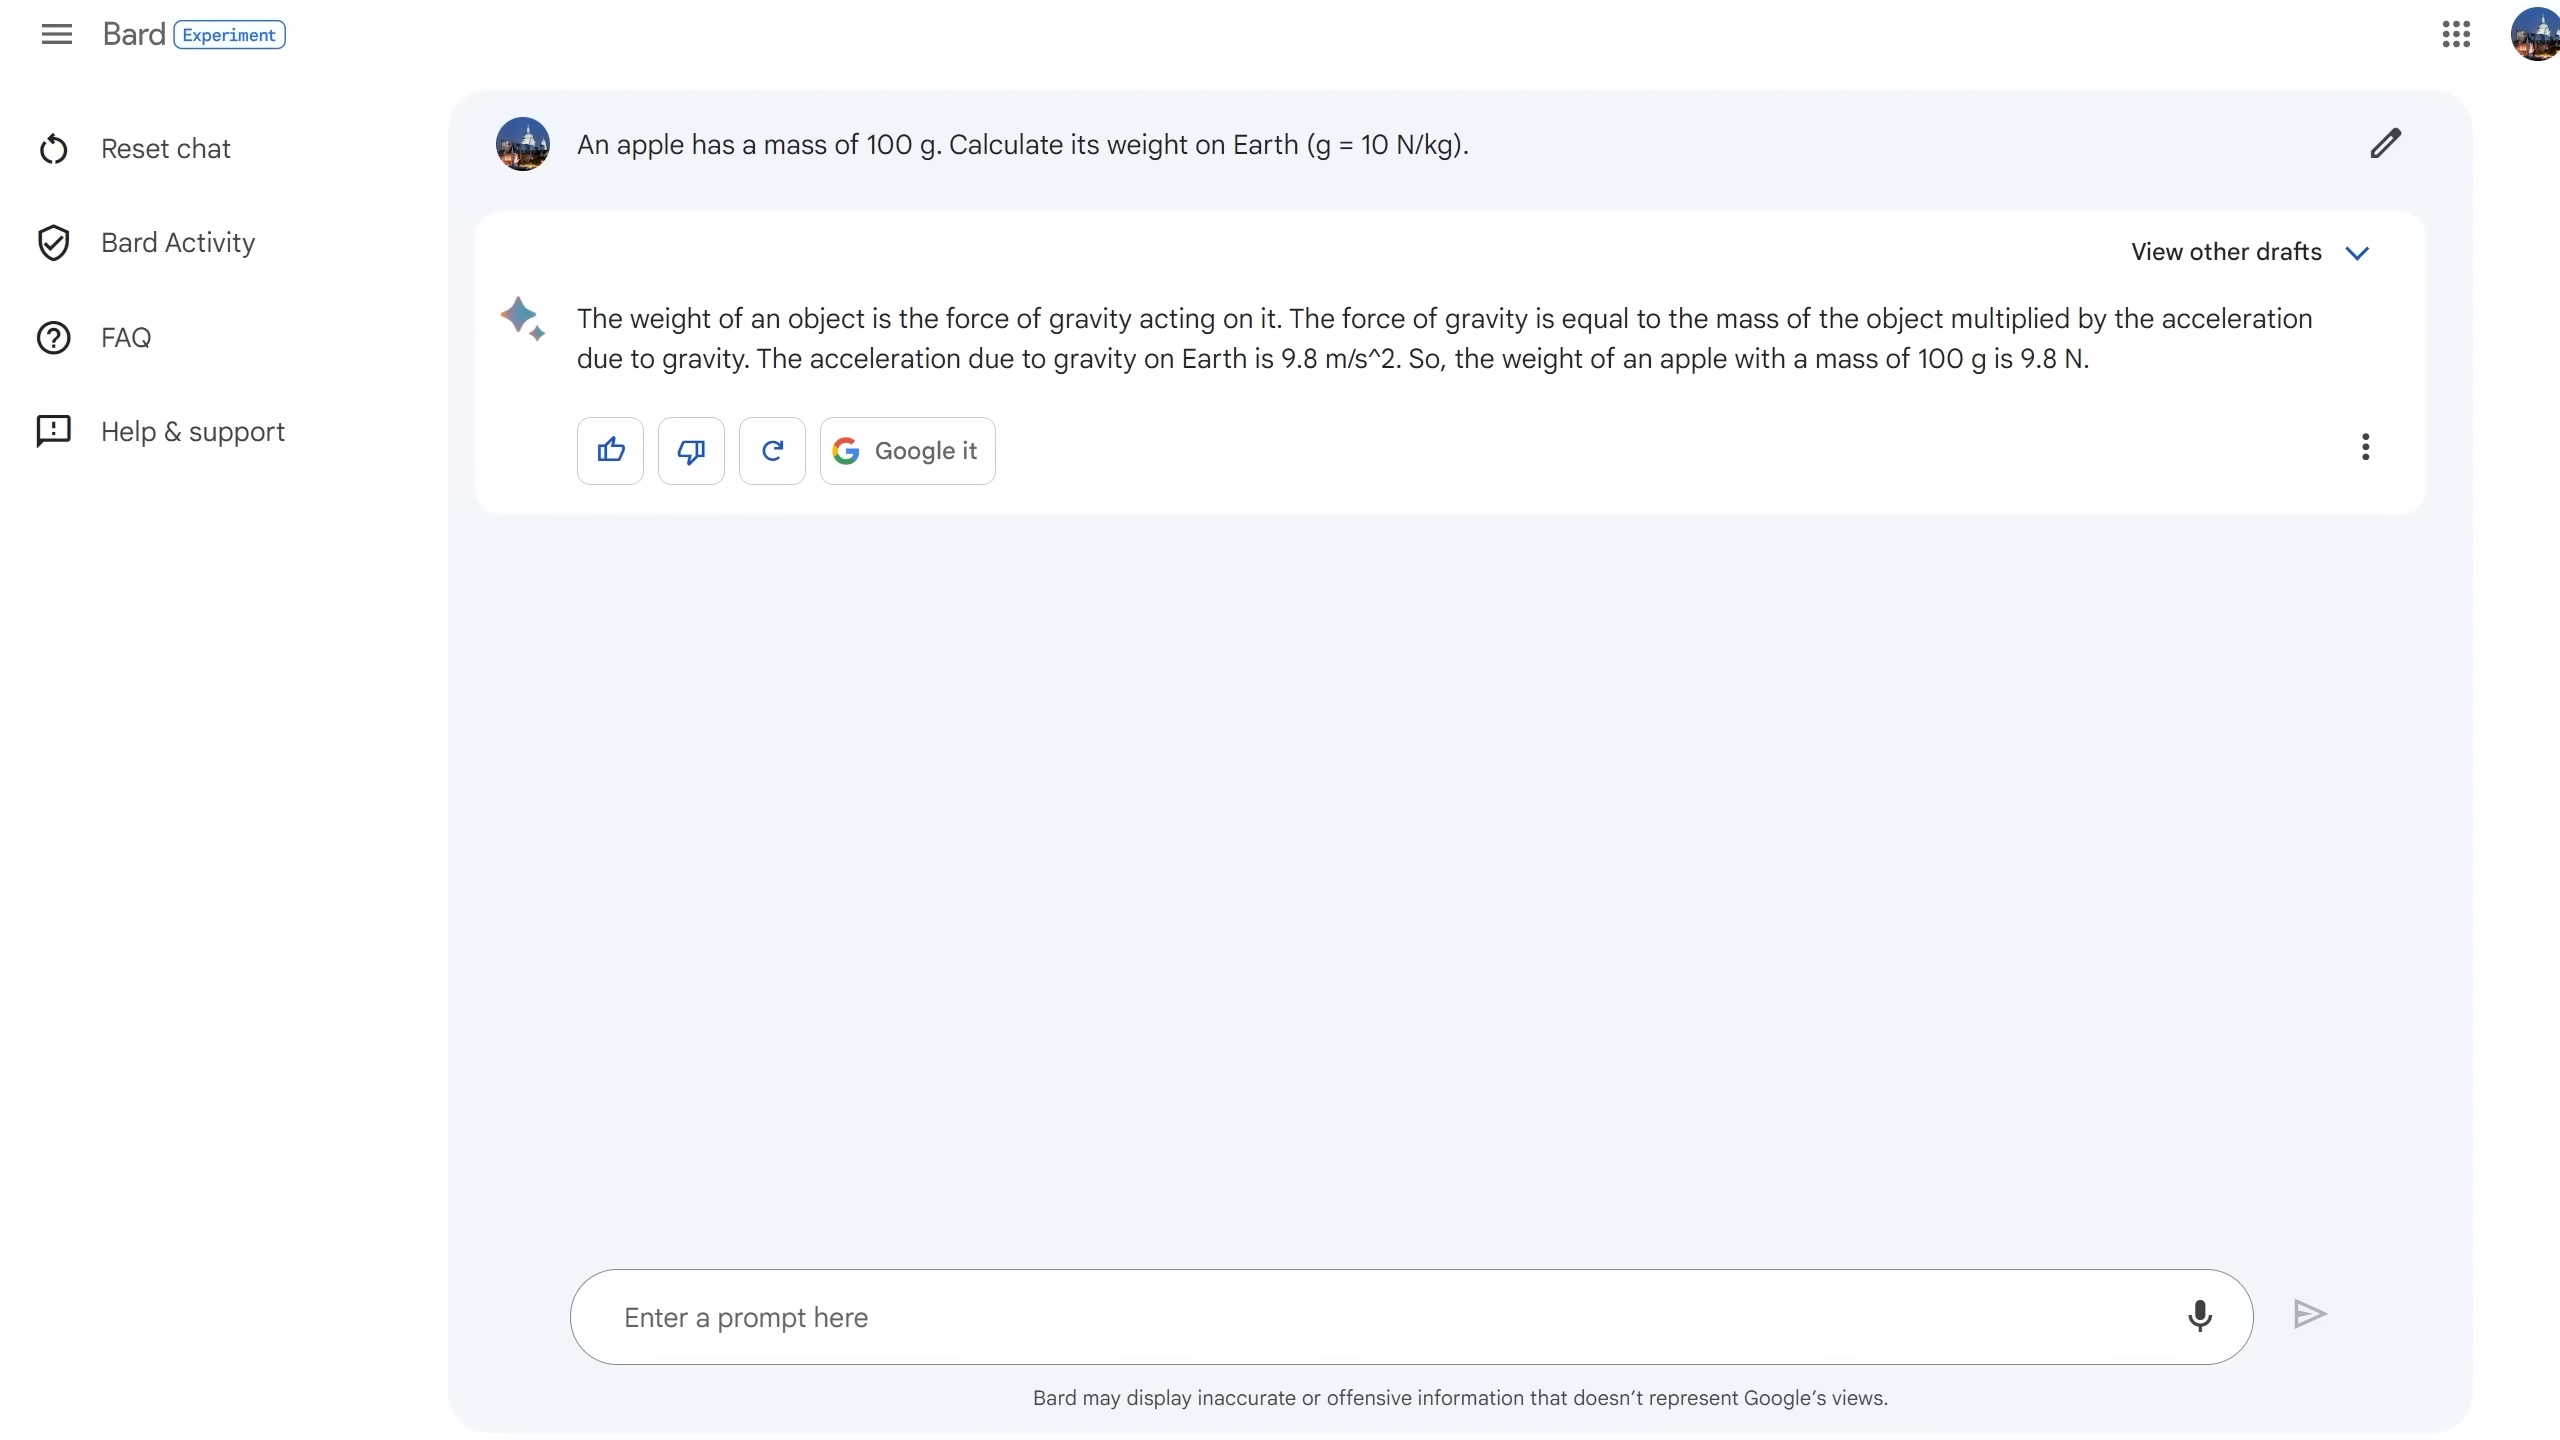 Bard Experiment
Reset chat
Bard Activity
FAQ
Help & support
An apple has a mass of 100 g. Calculate its weight on Earth (g = 10 N/kg).
View other drafts
The weight of an object is the force of gravity acting on it. The force of gravity is equal to the mass of the object multiplied by the acceleration
due to gravity. The acceleration due to gravity on Earth is 9.8 m/s^2. So, the weight of an apple with a mass of 100 g is 9.8 N.
Google it
Enter a prompt here
Bard may display inaccurate or offensive information that doesn’t represent Google’s views.